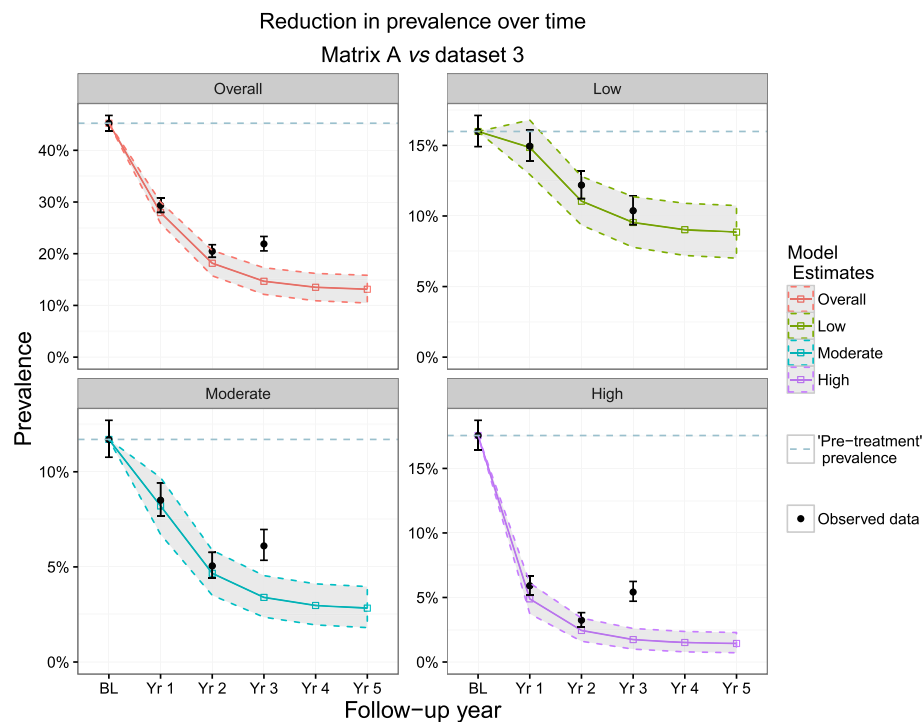 Reduction in prevalence over time
Matrix A vs dataset 3
Overall
Low
40%
30%
20%
10%
0%
15%
10%
5%
0%
Moderate
High
10%
5%
0%
15%
10%
5%
0%
Prevalence
BL Yr 1 Yr 2 Yr 3 Yr 4 Yr 5
BL Yr 1 Yr 2 Yr 3 Yr 4 Yr 5
Follow−up year
Model
Estimates
Overall
Low
Moderate
High
'Pre−treatment'
prevalence
Observed data